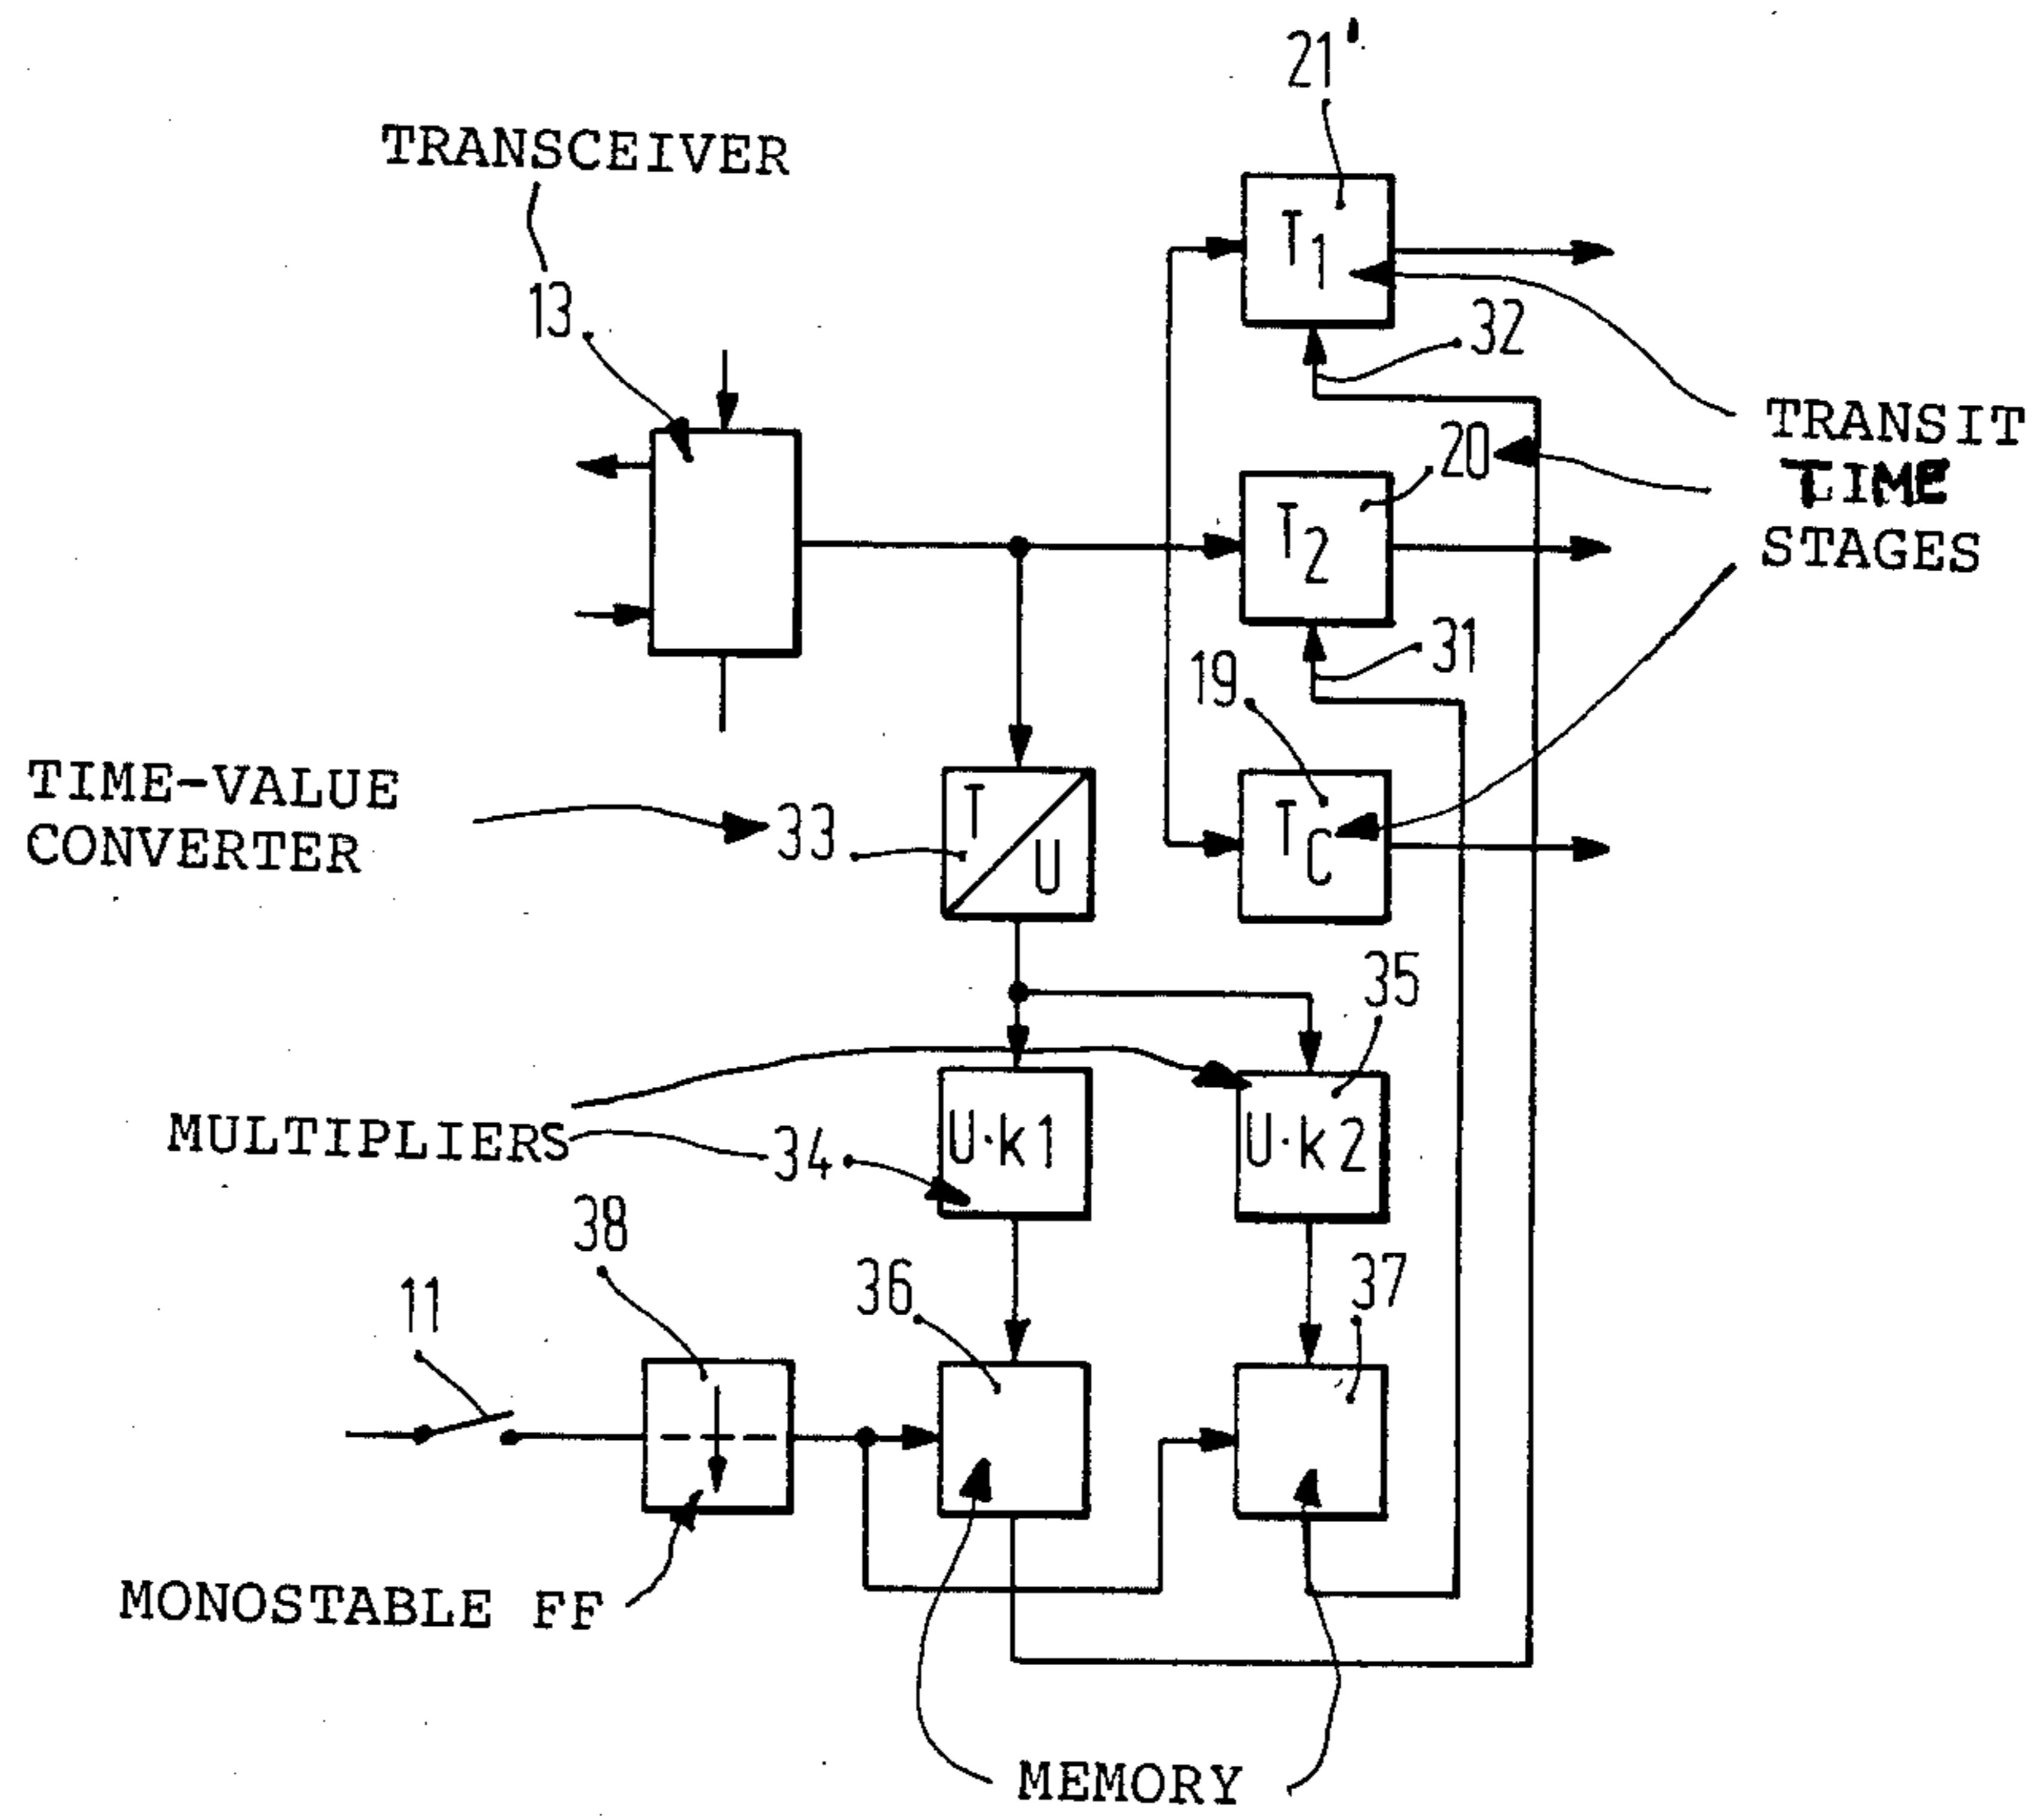 21'
TRANSCEIVER
T1
13
32
TRANSIT
TIME
STAGES
20
T2
31
19
TIME-VALUE
CONVERTER
33
T
U
TC
35
MULTIPLIERS
34
U·k1
U·k2
38
36
37
11
MONOSTABLE FF
MEMORY